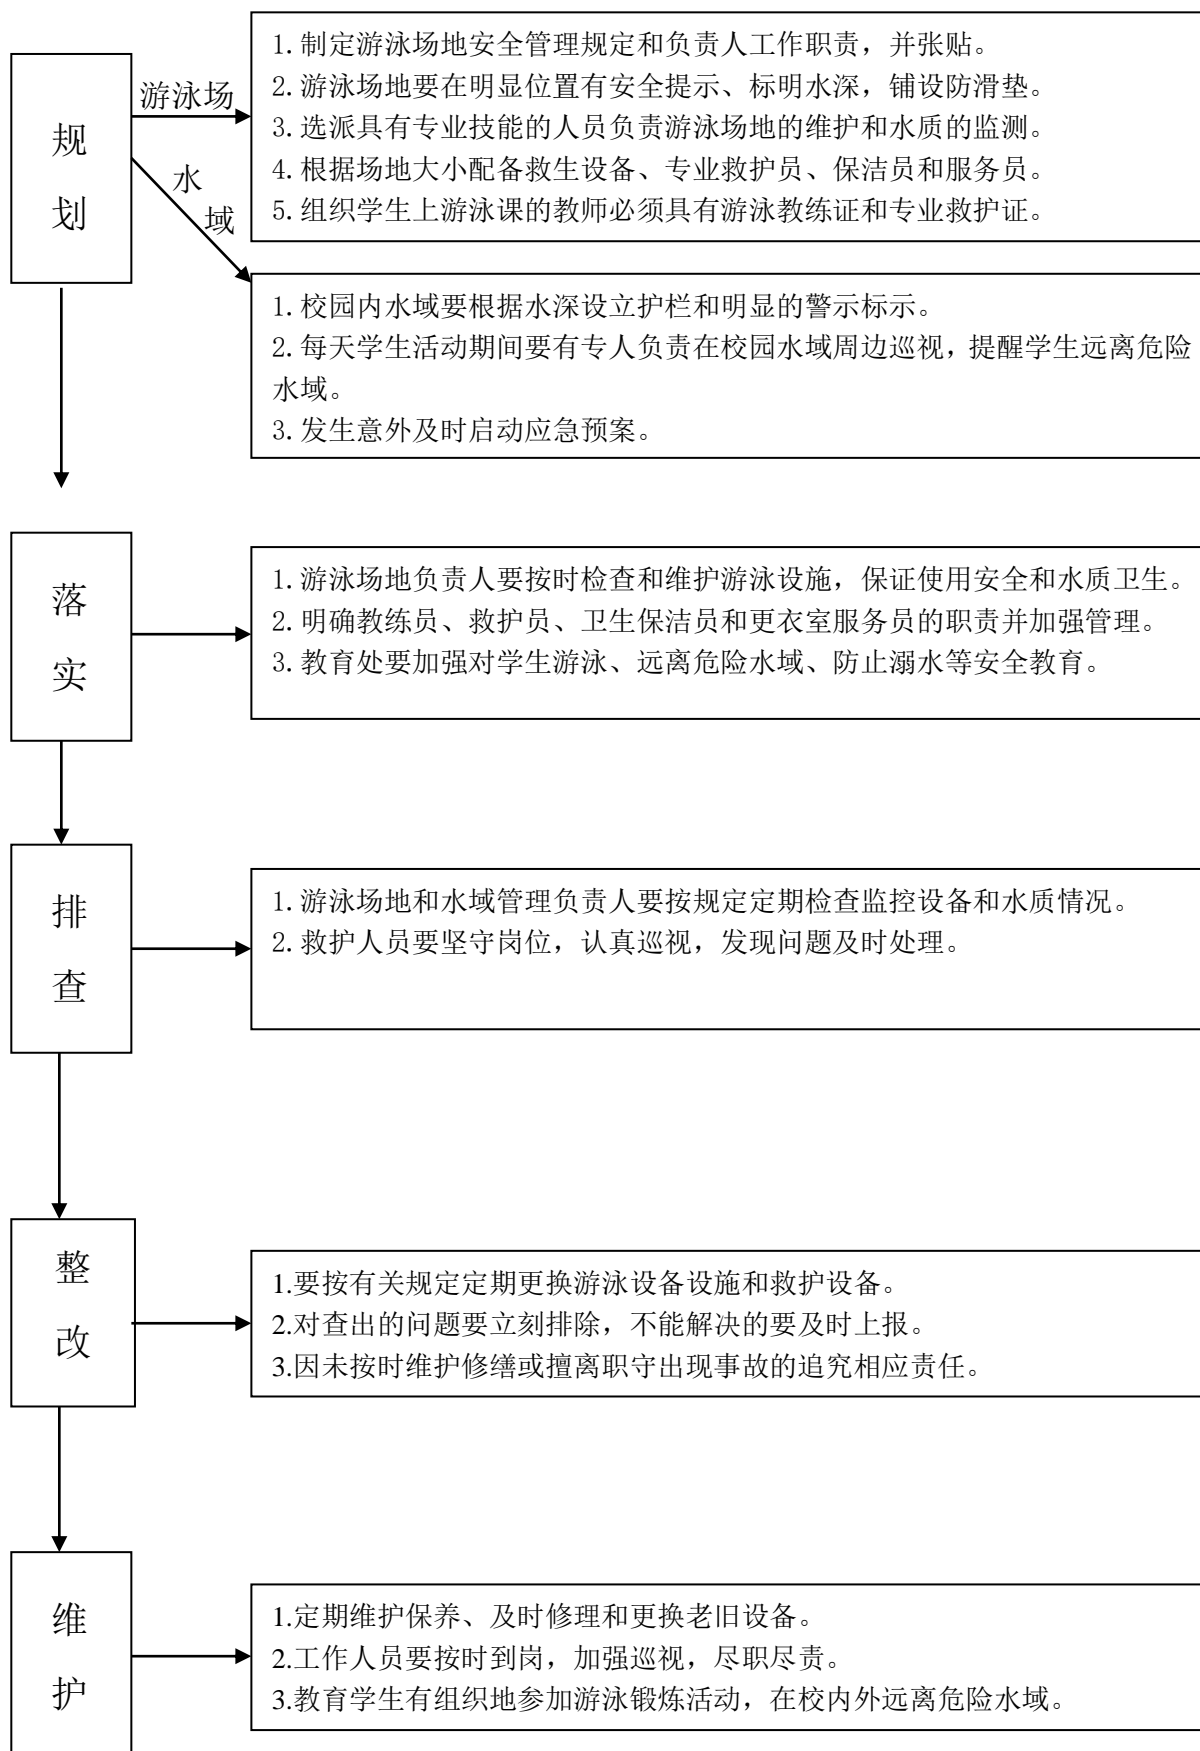 规
划
游泳场
水
域
1. 制定游泳场地安全管理规定和负责人工作职责，并张贴。
2. 游泳场地要在明显位置有安全提示、标明水深，铺设防滑垫。
3. 选派具有专业技能的人员负责游泳场地的维护和水质的监测。
4. 根据场地大小配备救生设备、专业救护员、保洁员和服务员。
5. 组织学生上游泳课的教师必须具有游泳教练证和专业救护证。
1. 校园内水域要根据水深设立护栏和明显的警示标示。
2. 每天学生活动期间要有专人负责在校园水域周边巡视，提醒学生远离危险
水域。
3. 发生意外及时启动应急预案。
落
实
1. 游泳场地负责人要按时检查和维护游泳设施，保证使用安全和水质卫生。
2. 明确教练员、救护员、卫生保洁员和更衣室服务员的职责并加强管理。
3. 教育处要加强对学生游泳、远离危险水域、防止溺水等安全教育。
排
查
1. 游泳场地和水域管理负责人要按规定定期检查监控设备和水质情况。
2. 救护人员要坚守岗位，认真巡视，发现问题及时处理。
整
改
1.要按有关规定定期更换游泳设备设施和救护设备。
2.对查出的问题要立刻排除，不能解决的要及时上报。
3.因未按时维护修缮或擅离职守出现事故的追究相应责任。
维
护
1.定期维护保养、及时修理和更换老旧设备。
2.工作人员要按时到岗，加强巡视，尽职尽责。
3.教育学生有组织地参加游泳锻炼活动，在校内外远离危险水域。